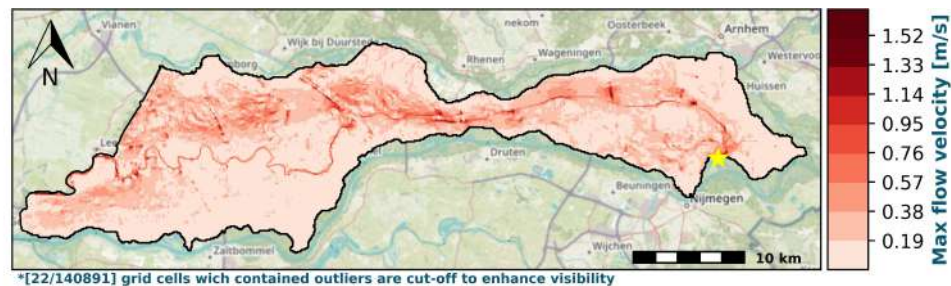 Vianen
nekom
Oosterbeek
Arnhem
Wijk bij Duurstede
Rhenen
Wageningen
Westervoo
Huissen
Druten
Beuningen
Nijmegen
Wijchen
Zaltbommel
N
10 km
1.52
1.33
1.14
0.95
0.76
0.57
0.38
0.19
Max flow velocity [m/s]
*[22/140891] grid cells wich contained outliers are cut-off to enhance visibility